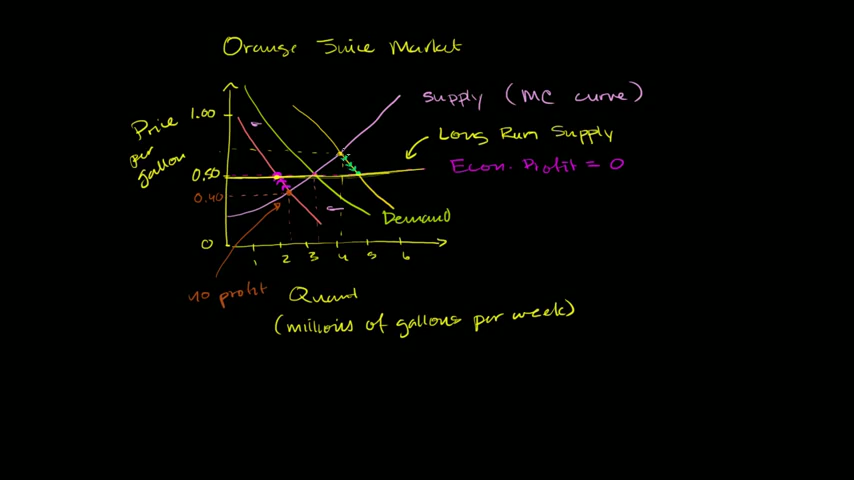 Orange Juice Market
Supply (MC curve)
1.00
Price
per
gallon
Long Run Supply
Econ. Profit = 0
0.50
0.40
Demand
0
1 2 3 4 5 6
no profit
Quant
(millions of gallons per week)